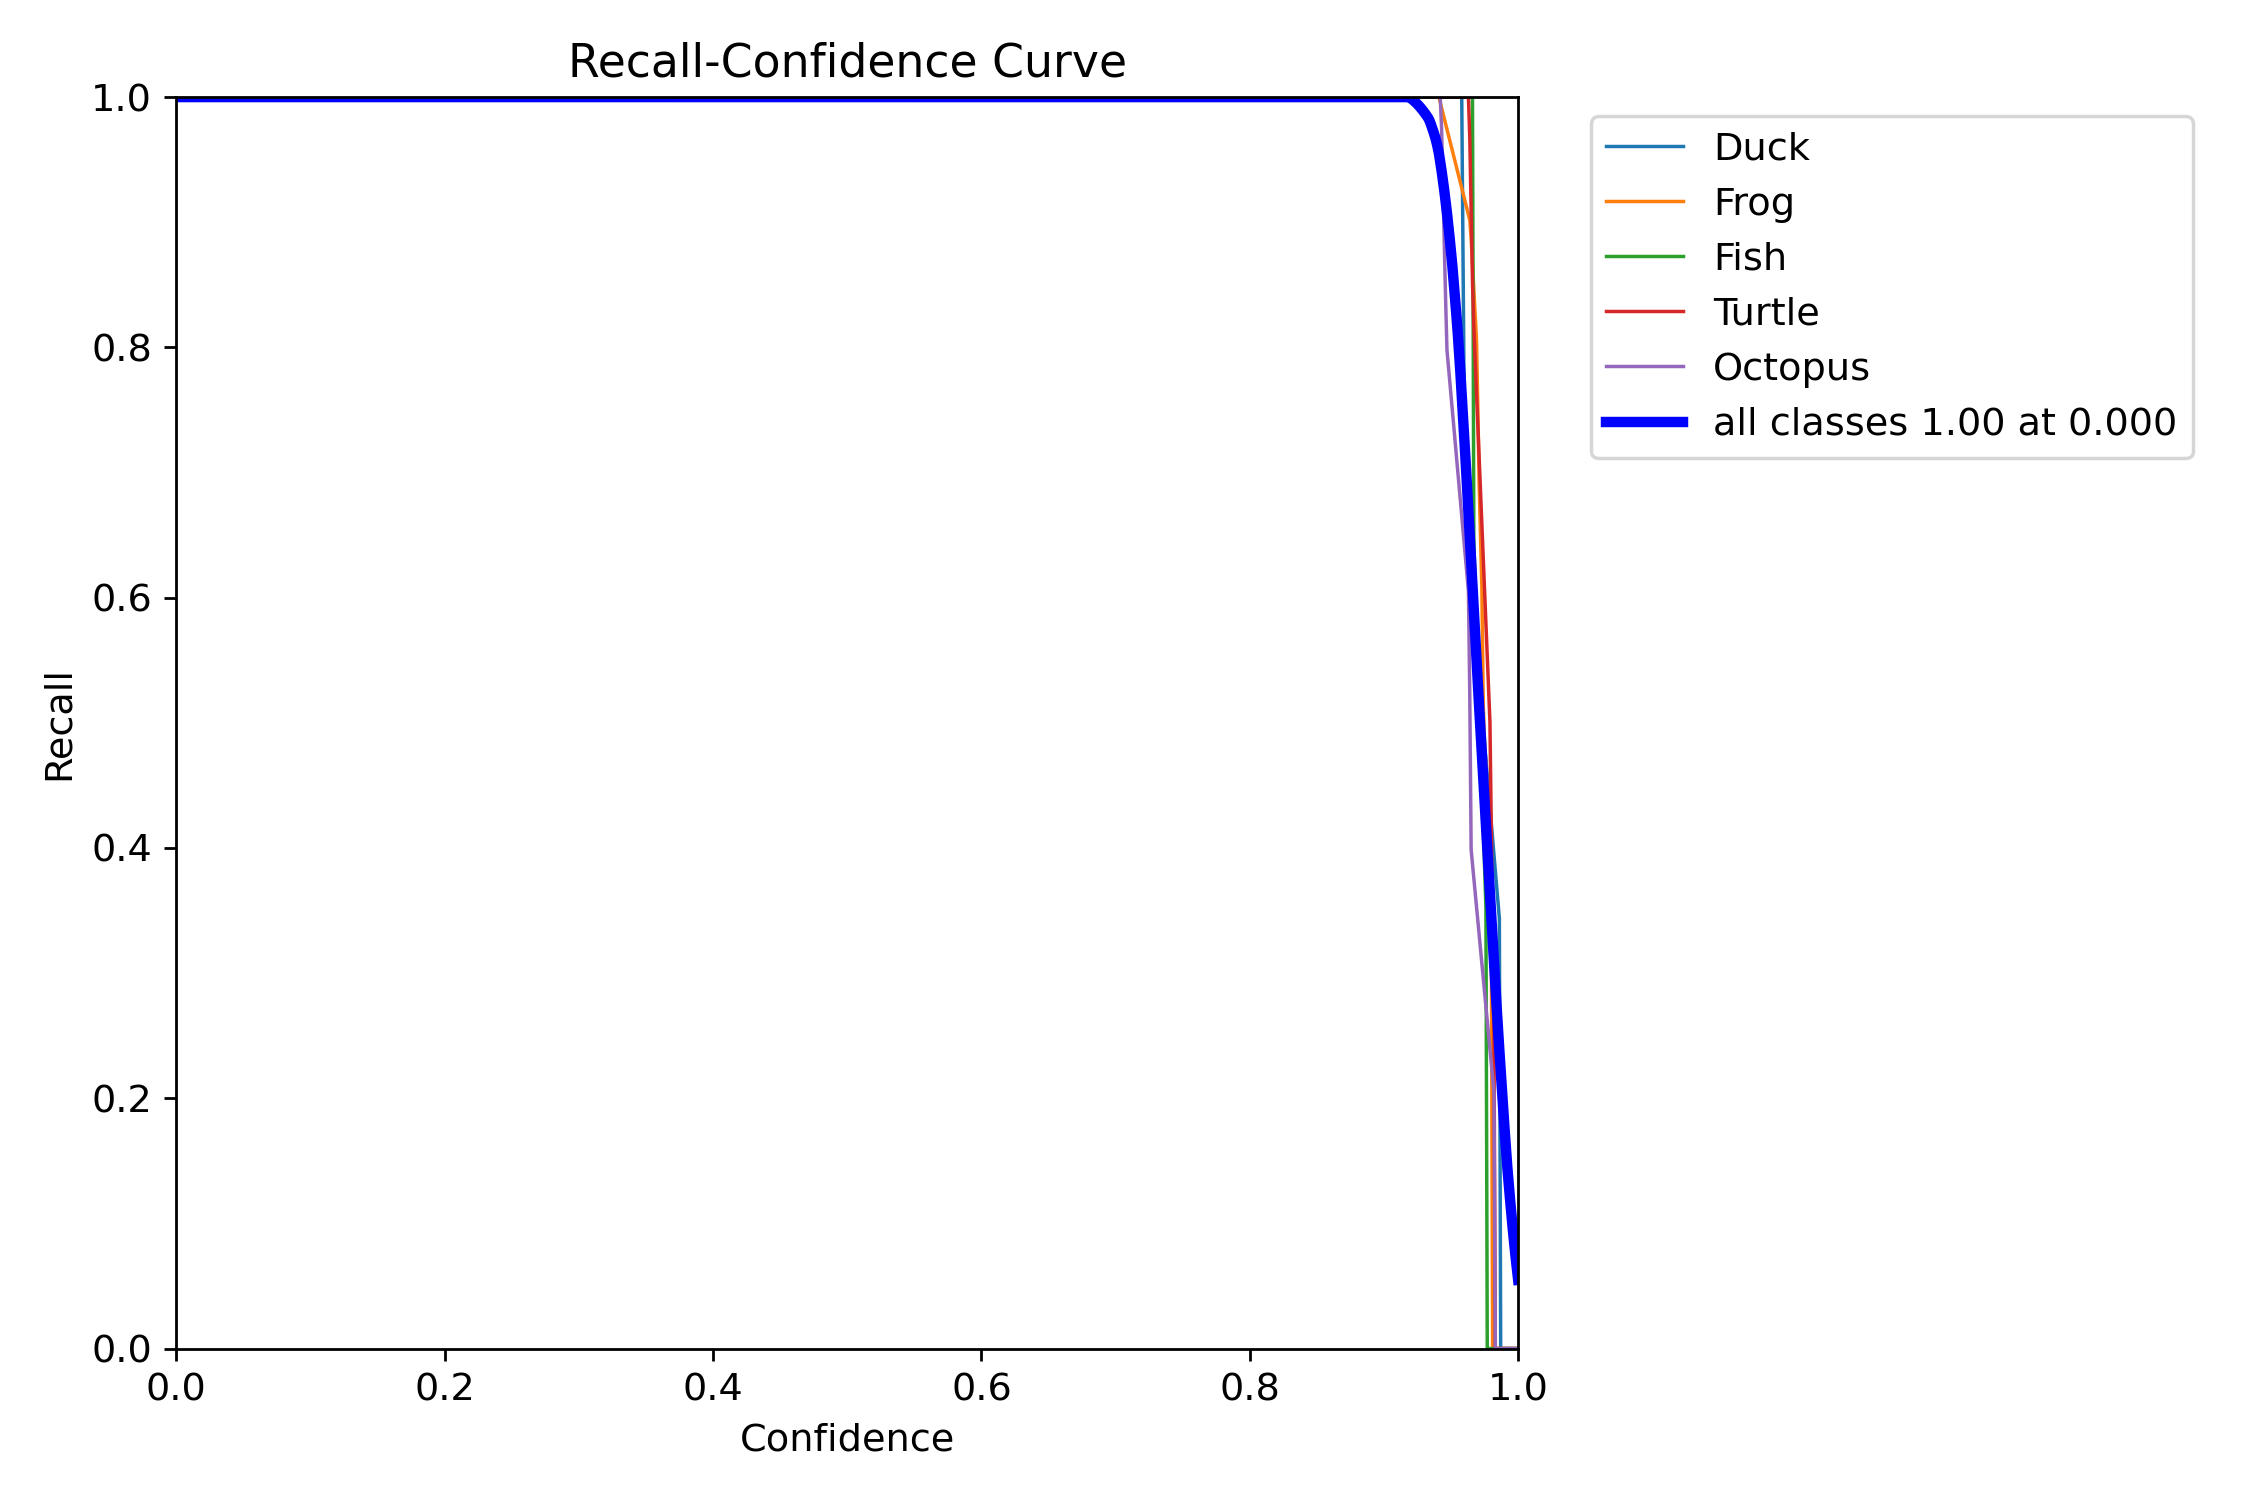 Recall-Confidence Curve
1.0
0.8
0.6
0.4
0.2
0.0
Recall
0.0 0.2 0.4 0.6 0.8 1.0
Confidence
Duck
Frog
Fish
Turtle
Octopus
all classes 1.00 at 0.000